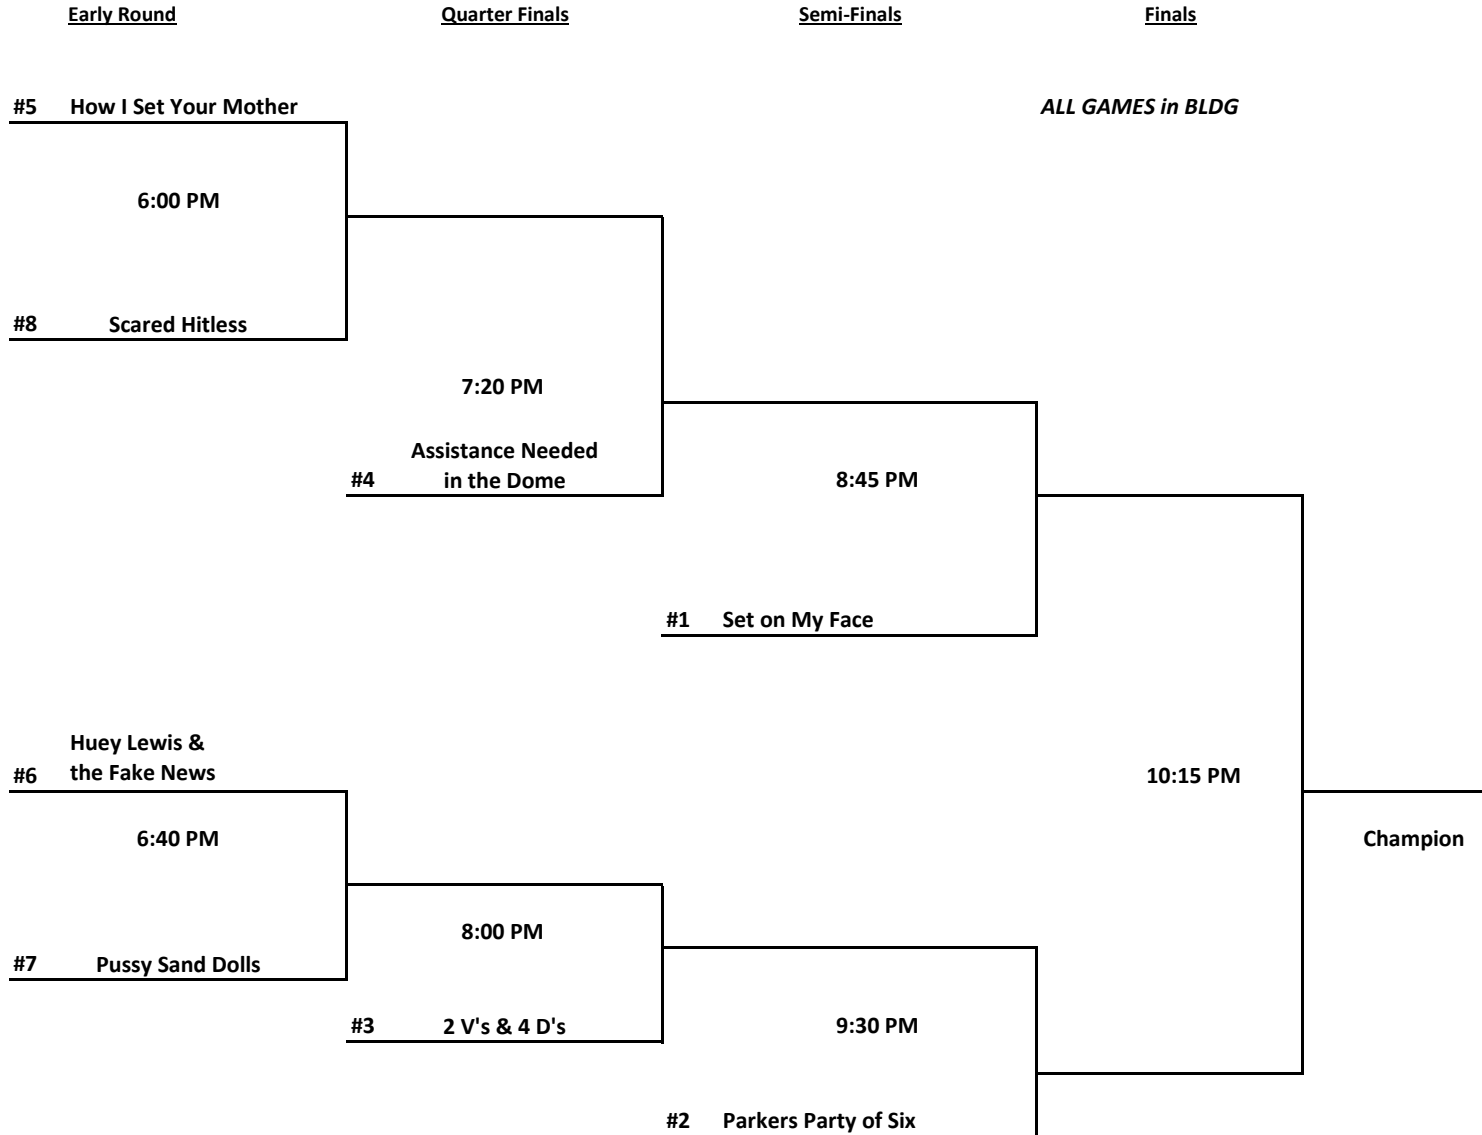 Early Round Quarter Finals Semi-Finals Finals
#5 How I Set Your Mother ALL GAMES in BLDG
6:00 PM
#8 Scared Hitless
7:20 PM
Assistance Needed
#4 in the Dome 8:45 PM
#1 Set on My Face
Huey Lewis &
#6 the Fake News 10:15 PM
6:40 PM Champion
8:00 PM
#7 Pussy Sand Dolls
#3 2 V's & 4 D's 9:30 PM
#2 Parkers Party of Six